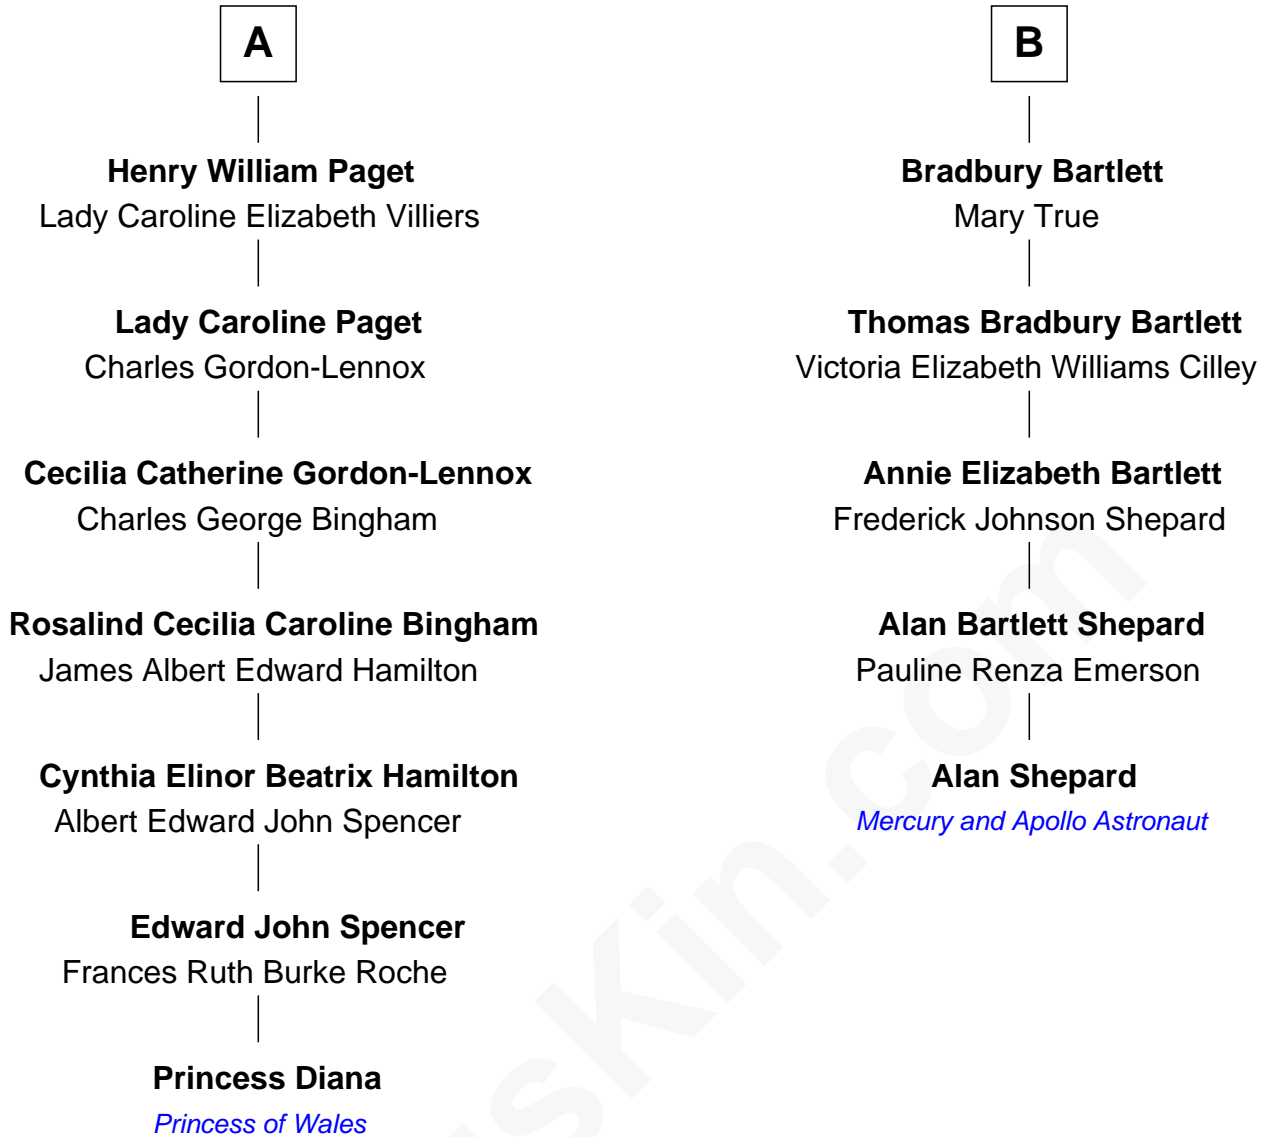 A
Henry William Paget
Lady Caroline Elizabeth Villiers
Lady Caroline Paget
Charles Gordon-Lennox
Cecilia Catherine Gordon-Lennox
Charles George Bingham
Rosalind Cecilia Caroline Bingham
James Albert Edward Hamilton
Cynthia Elinor Beatrix Hamilton
Albert Edward John Spencer
Edward John Spencer
Frances Ruth Burke Roche
Princess Diana
Princess of Wales
B
Bradbury Bartlett
Mary True
Thomas Bradbury Bartlett
Victoria Elizabeth Williams Cilley
Annie Elizabeth Bartlett
Frederick Johnson Shepard
Alan Bartlett Shepard
Pauline Renza Emerson
Alan Shepard
Mercury and Apollo Astronaut
sKin.com